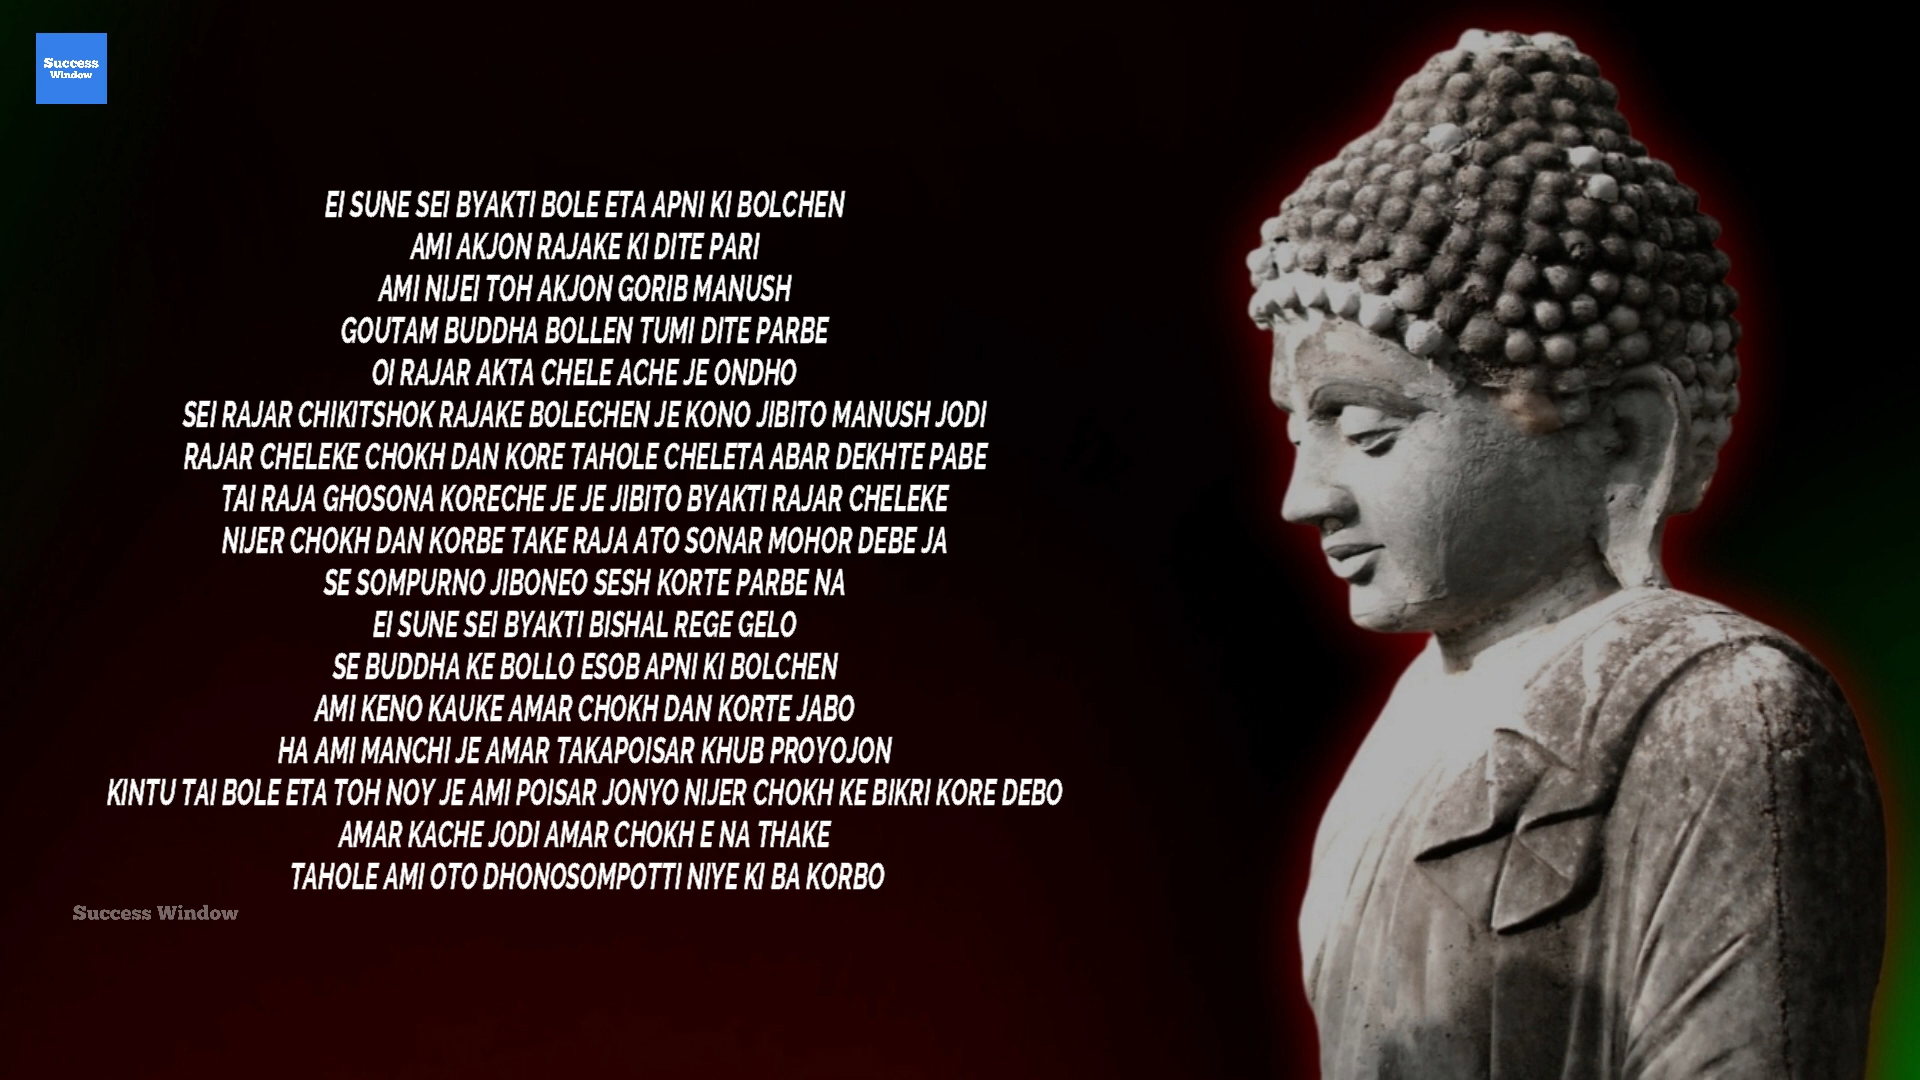 Success
Window
EI SUNE SEI BYAKTI BOLE ETA APNI KI BOLCHEN
AMI AKJON RAJAKE KI DITE PARI
AMI NIJEI TOH AKJON GORIB MANUSH
GOUTAM BUDDHA BOLLEN TUMI DITE PARBE
OI RAJAR AKTA CHELE ACHE JE ONDHO
SEI RAJAR CHIKITSHOK RAJAKE BOLECHEN JE KONO JIBITO MANUSH JODI
RAJAR CHELEKE CHOKH DAN KORE TAHOLE CHELETA ABAR DEKHTE PABE
TAI RAJA GHOSONA KORECHE JE JE JIBITO BYAKTI RAJAR CHELEKE
NIJER CHOKH DAN KORBE TAKE RAJA ATO SONAR MOHOR DEBE JA
SE SOMPURNO JIBONEO SESH KORTE PARBE NA
EI SUNE SEI BYAKTI BISHAL REGE GELO
SE BUDDHA KE BOLLO ESOB APNI KI BOLCHEN
AMI KENO KAUKE AMAR CHOKH DAN KORTE JABO
HA AMI MANCHI JE AMAR TAKAPOISAR KHUB PROYOJON
KINTU TAI BOLE ETA TOH NOY JE AMI POISAR JONYO NIJER CHOKH KE BIKRI KORE DEBO
AMAR KACHE JODI AMAR CHOKH E NA THAKE
TAHOLE AMI OTO DHONOSOMPOTTI NIYE KI BA KORBO
Success Window